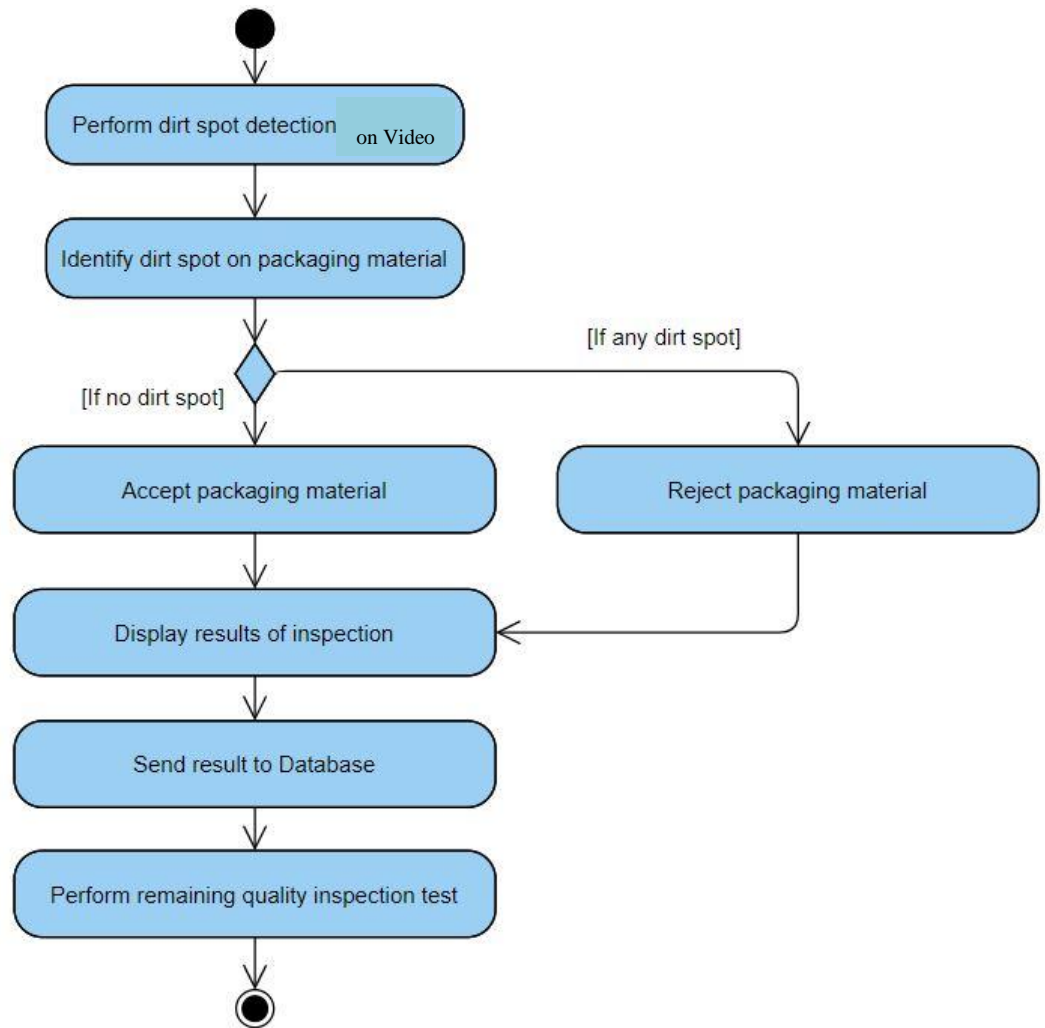 Perform dirt spot detection on Video
Identify dirt spot on packaging material
[If any dirt spot]
[If no dirt spot]
Accept packaging material
Reject packaging material
Display results of inspection
Send result to Database
Perform remaining quality inspection test